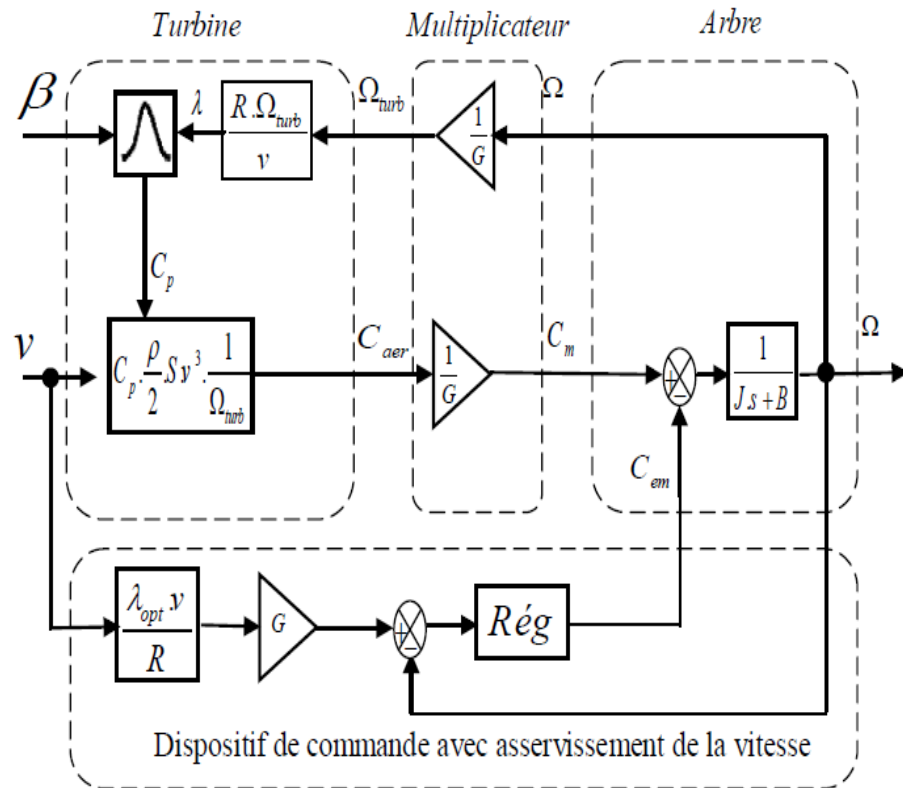 Turbine
Multiplicateur
Arbre
β
λ
R.Ω_turb / v
Ω_turb
1/G
Ω
C_p
v
C_p.ρ/2.Sv³.1/Ω_turb
C_aer
1/G
C_m
+
−
1/(J.s+B)
Ω
C_em
λ_opt.v / R
G
+
−
Rég
Dispositif de commande avec asservissement de la vitesse